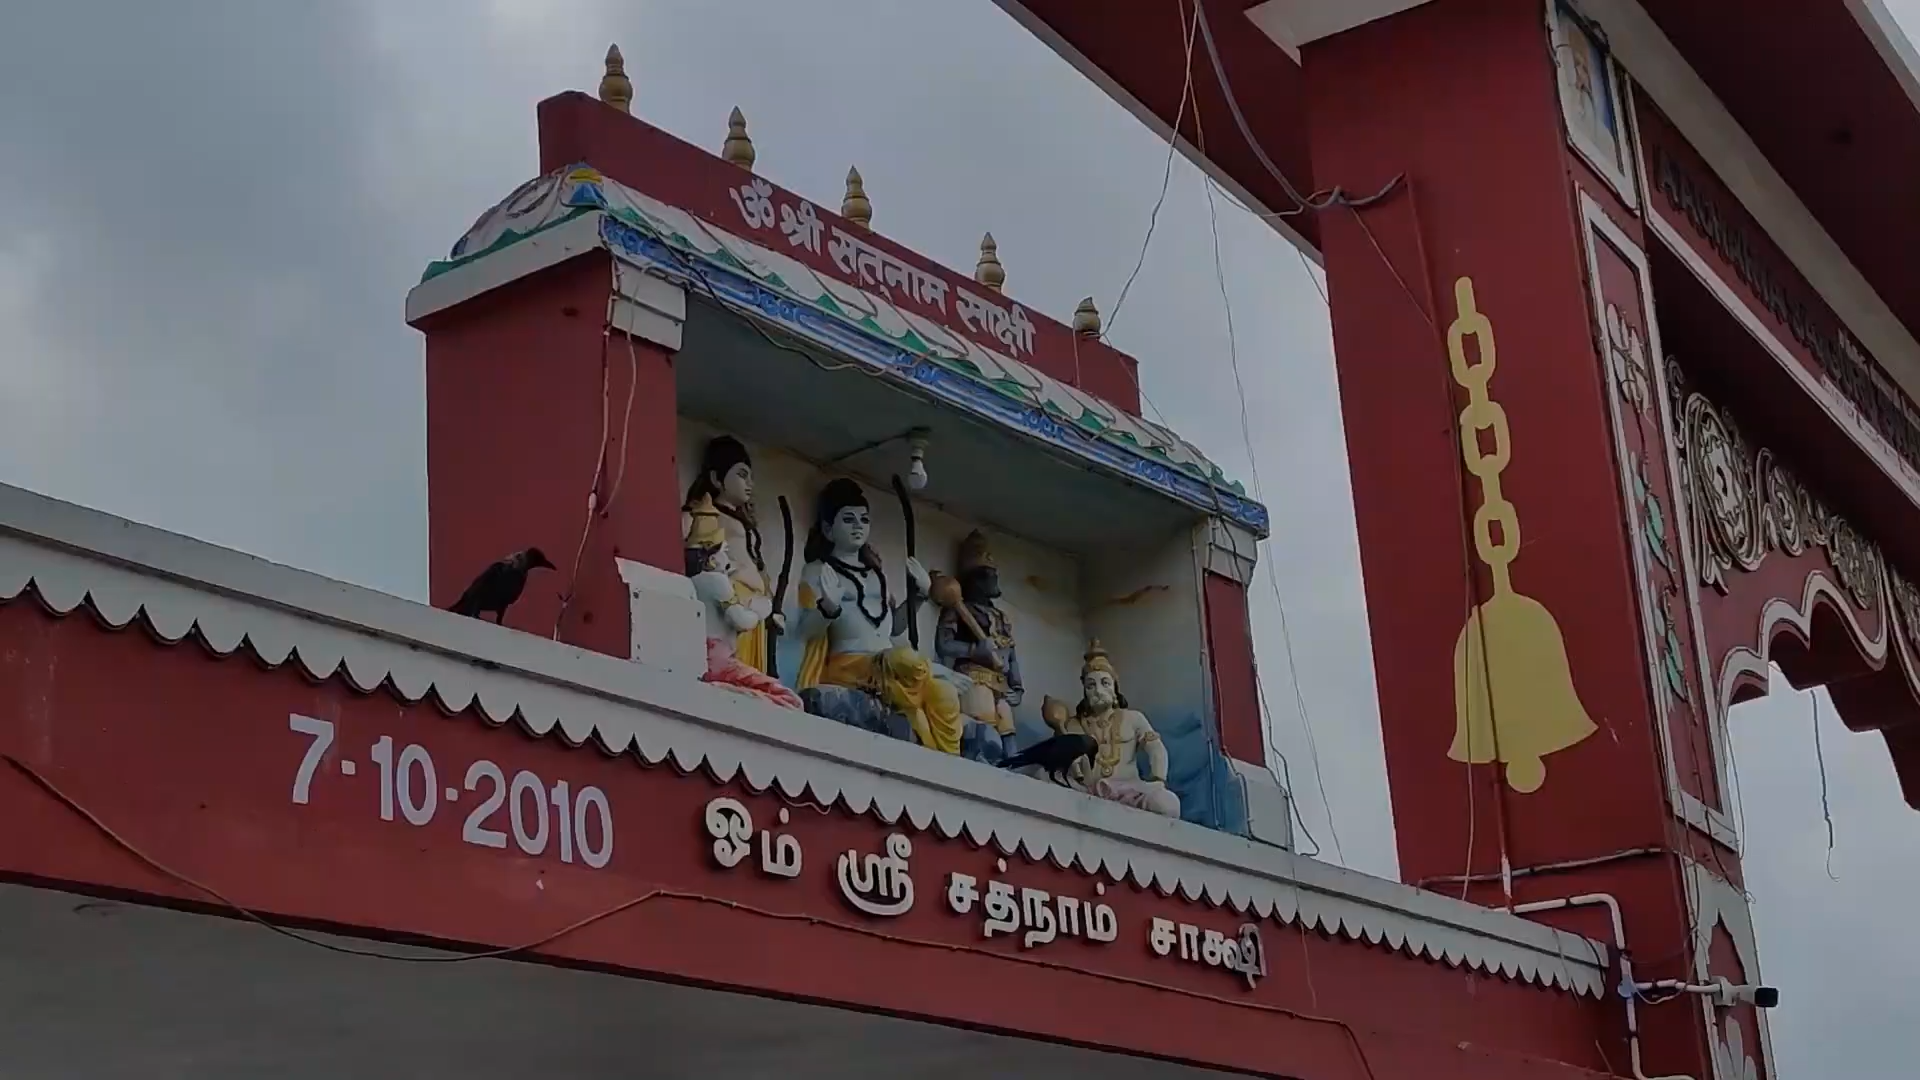 ॐ श्री सतनाम साक्षी
7-10-2010
ஓம் ஸ்ரீ சத்நாம் சாக்ஷி